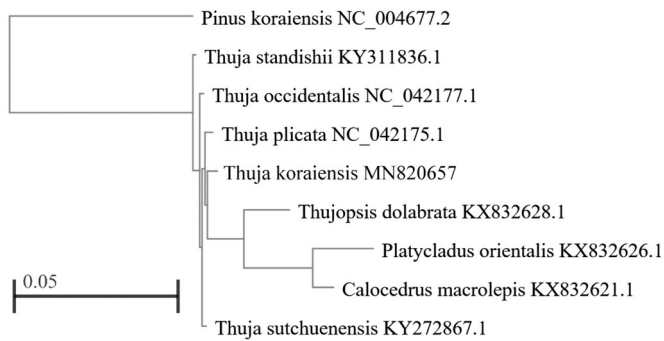 Pinus koraiensis NC_004677.2
Thuja standishii KY311836.1
Thuja occidentalis NC_042177.1
Thuja plicata NC_042175.1
Thuja koraiensis MN820657
Thujopsis dolabrata KX832628.1
Platycladus orientalis KX832626.1
0.05
Calocedrus macrolepis KX832621.1
Thuja sutchuenensis KY272867.1